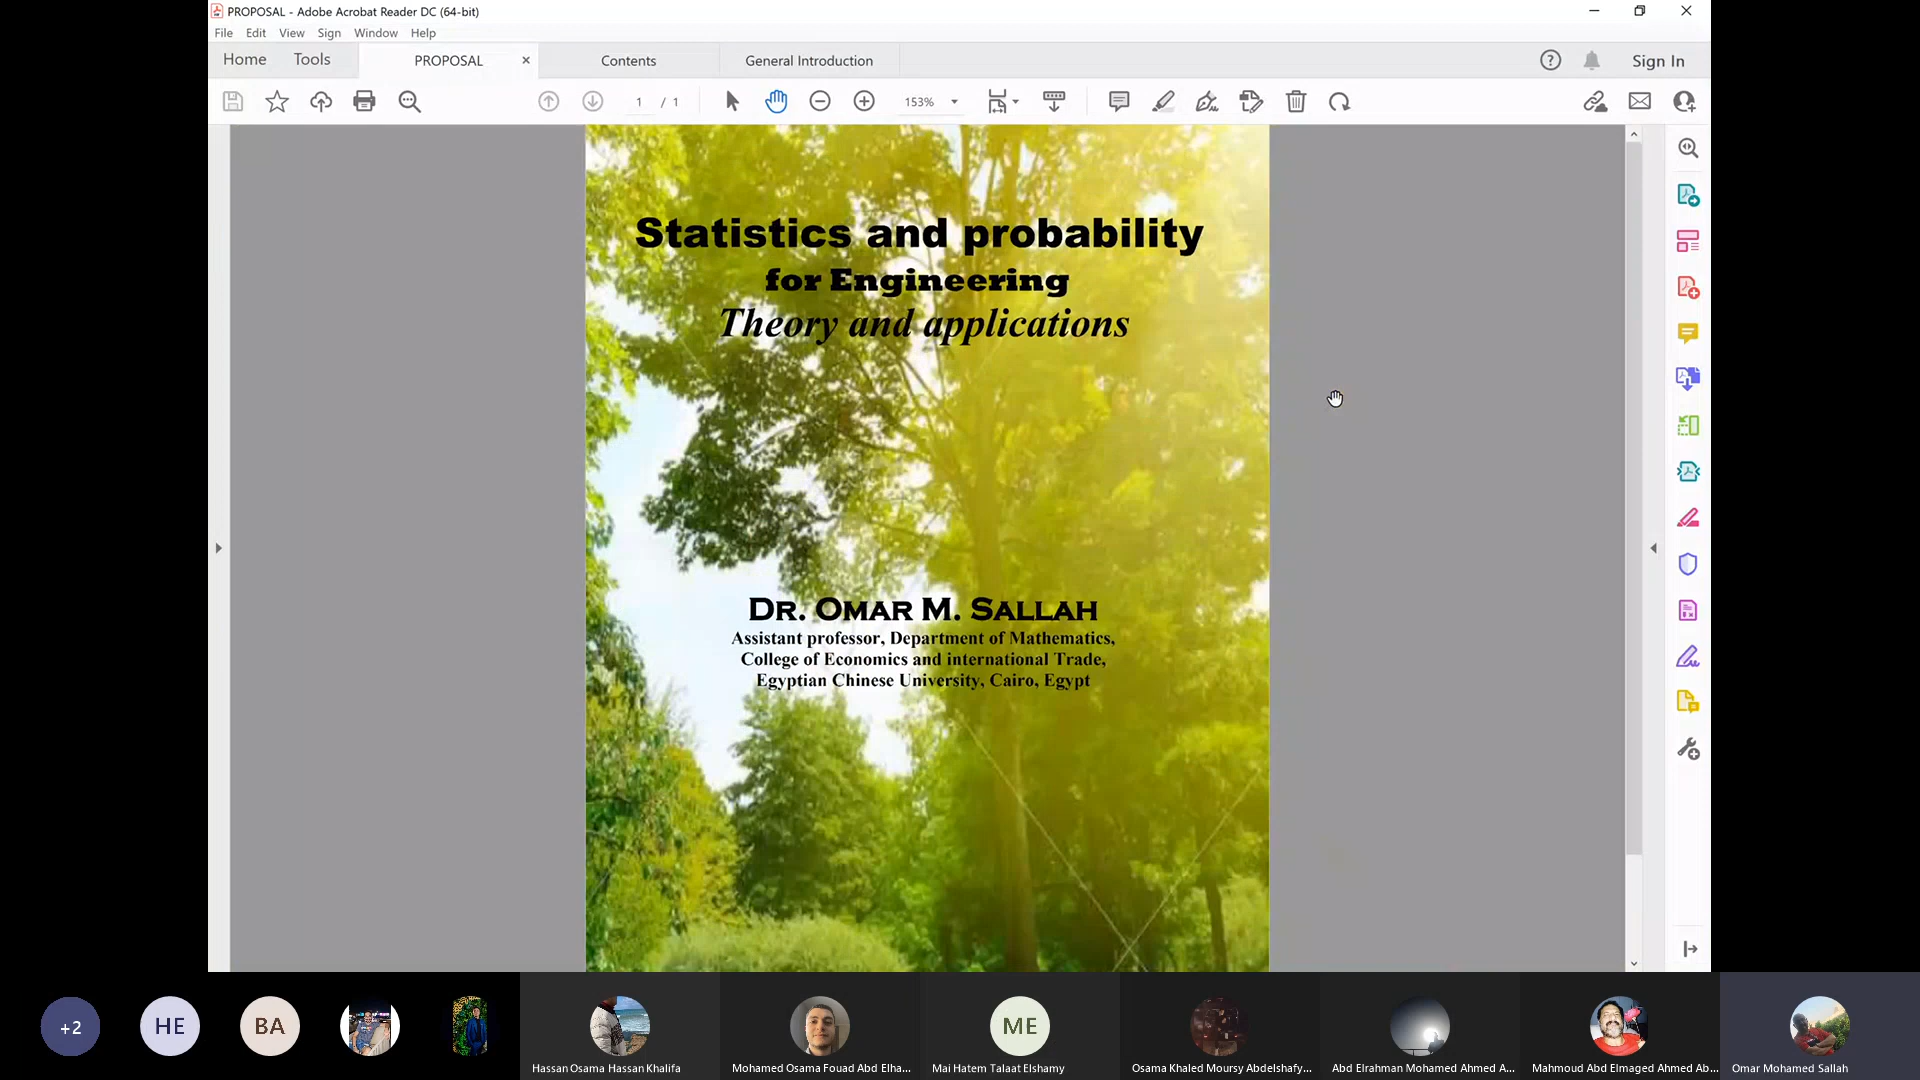 PROPOSAL - Adobe Acrobat Reader DC (64-bit)
File Edit View Sign Window Help
Home Tools PROPOSAL Contents General Introduction Sign In
1 / 1 153%
Statistics and probability
for Engineering
Theory and applications
DR. OMAR M. SALLAH
Assistant professor, Department of Mathematics,
College of Economics and international Trade,
Egyptian Chinese University, Cairo, Egypt
+2 HE BA ME
Hassan Osama Hassan Khalifa Mohamed Osama Fouad Abd Elha... Mai Hatem Talaat Elshamy Osama Khaled Moursy Abdelshafy... Abd Elrahman Mohamed Ahmed A... Mahmoud Abd Elmaged Ahmed Ab... Omar Mohamed Sallah